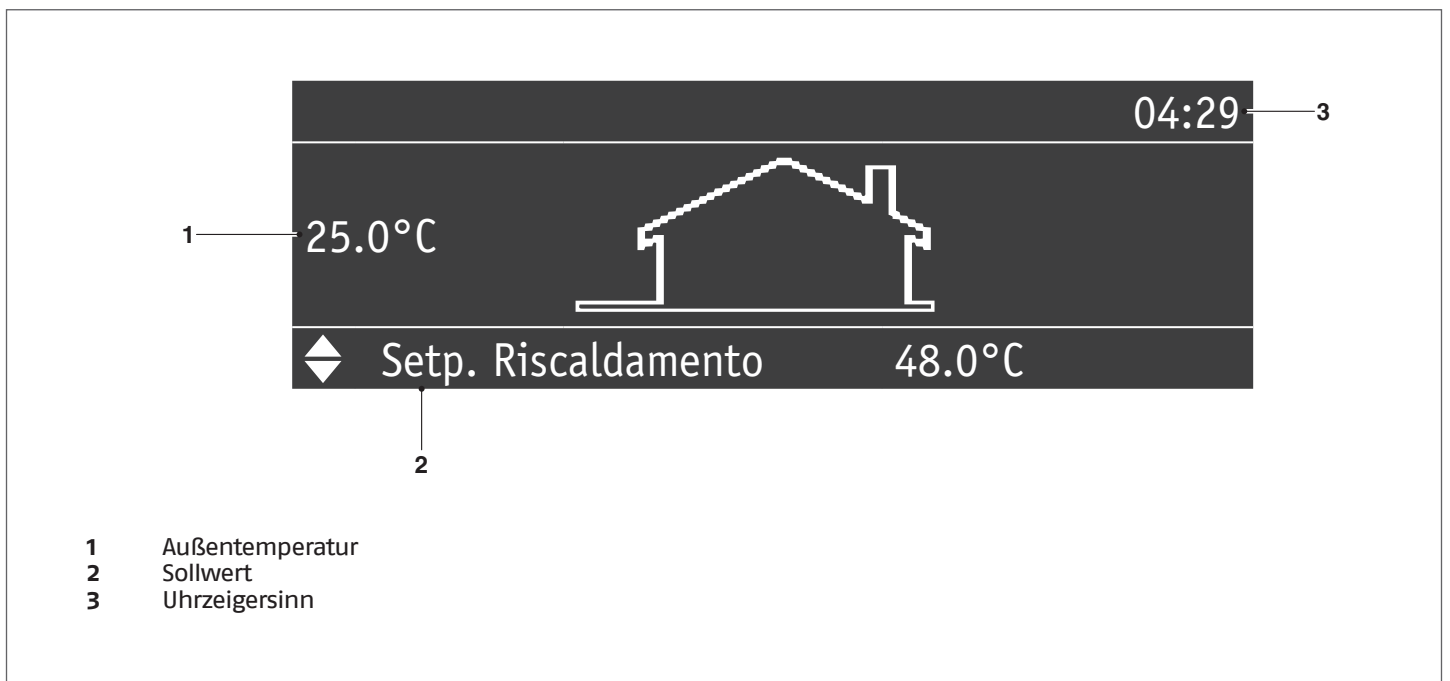 04:29
3
1
25.0°C
Setp. Riscaldamento 48.0°C
2
1 Außentemperatur
2 Sollwert
3 Uhrzeigersinn